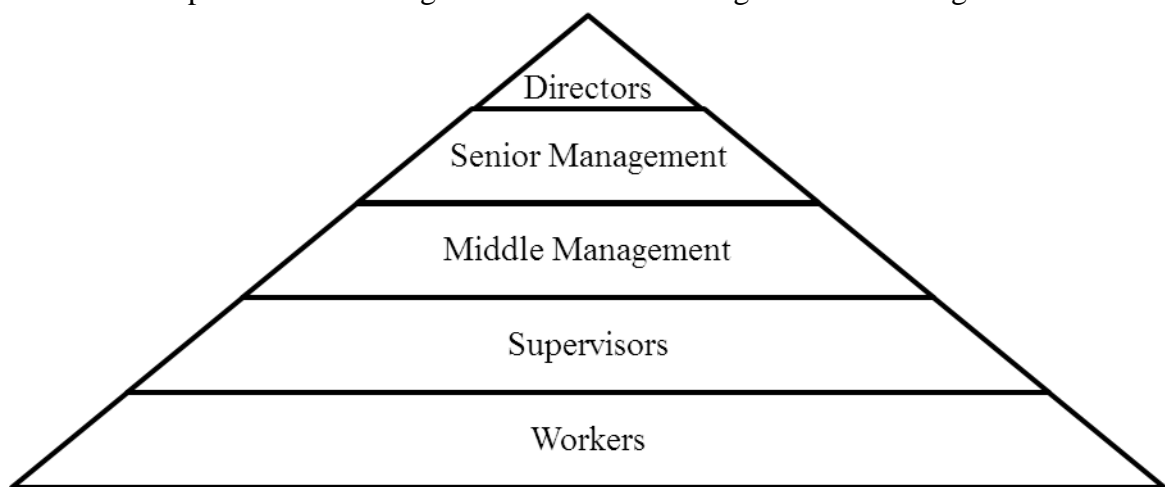 Directors
Senior Management
Middle Management
Supervisors
Workers